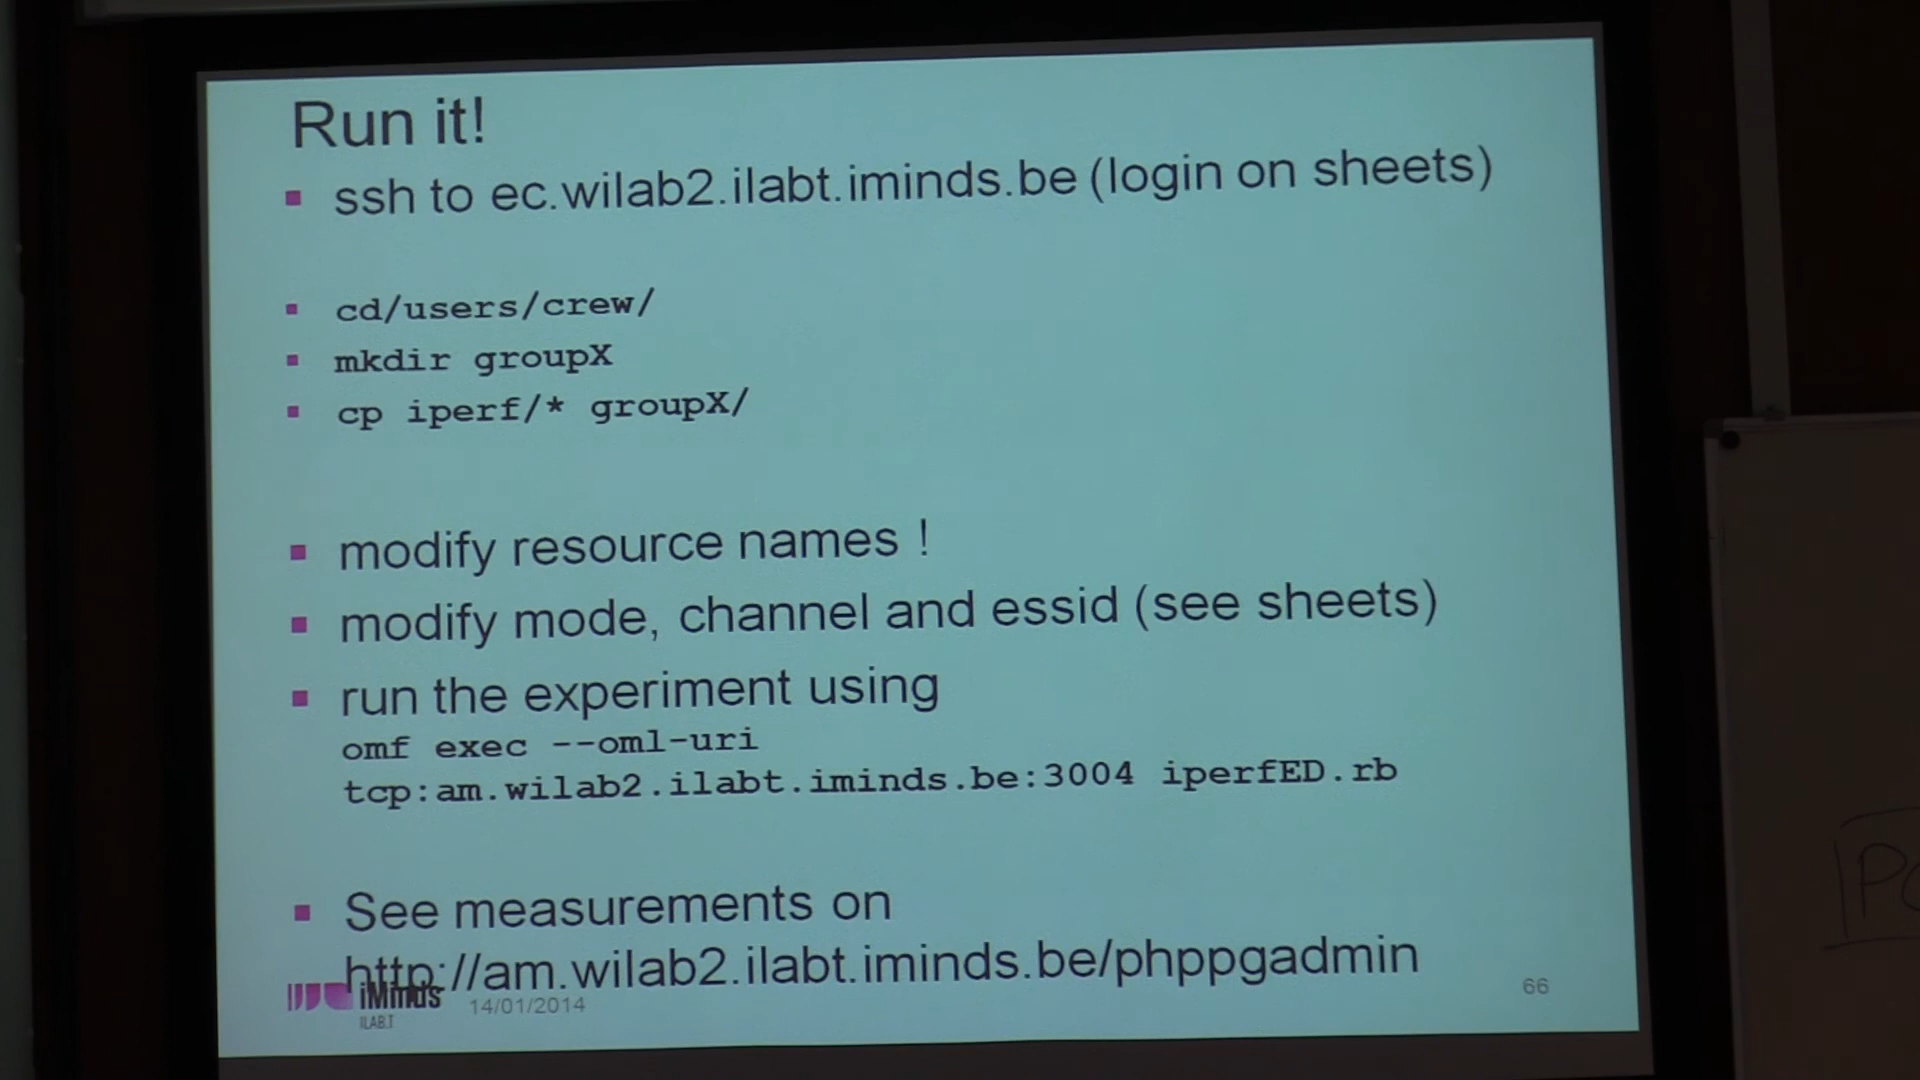 Run it!
ssh to ec.wilab2.ilabt.iminds.be (login on sheets)
cd/users/crew/
mkdir groupX
cp iperf/* groupX/
modify resource names !
modify mode, channel and essid (see sheets)
run the experiment using
omf exec --oml-uri
tcp:am.wilab2.ilabt.iminds.be:3004 iperfED.rb
See measurements on
http://am.wilab2.ilabt.iminds.be/phppgadmin
iMinds
ILAB.T
14/01/2014
66